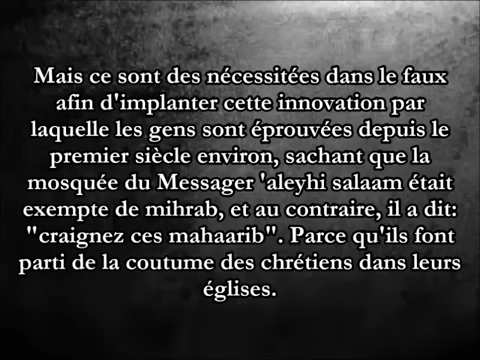 Mais ce sont des nécessitées dans le faux
afin d'implanter cette innovation par
laquelle les gens sont éprouvées depuis le
premier siècle environ, sachant que la
mosquée du Messager 'aleyhi salaam était
exempte de mihrab, et au contraire, il a dit:
"craignez ces mahaarib". Parce qu'ils font
parti de la coutume des chrétiens dans leurs
églises.